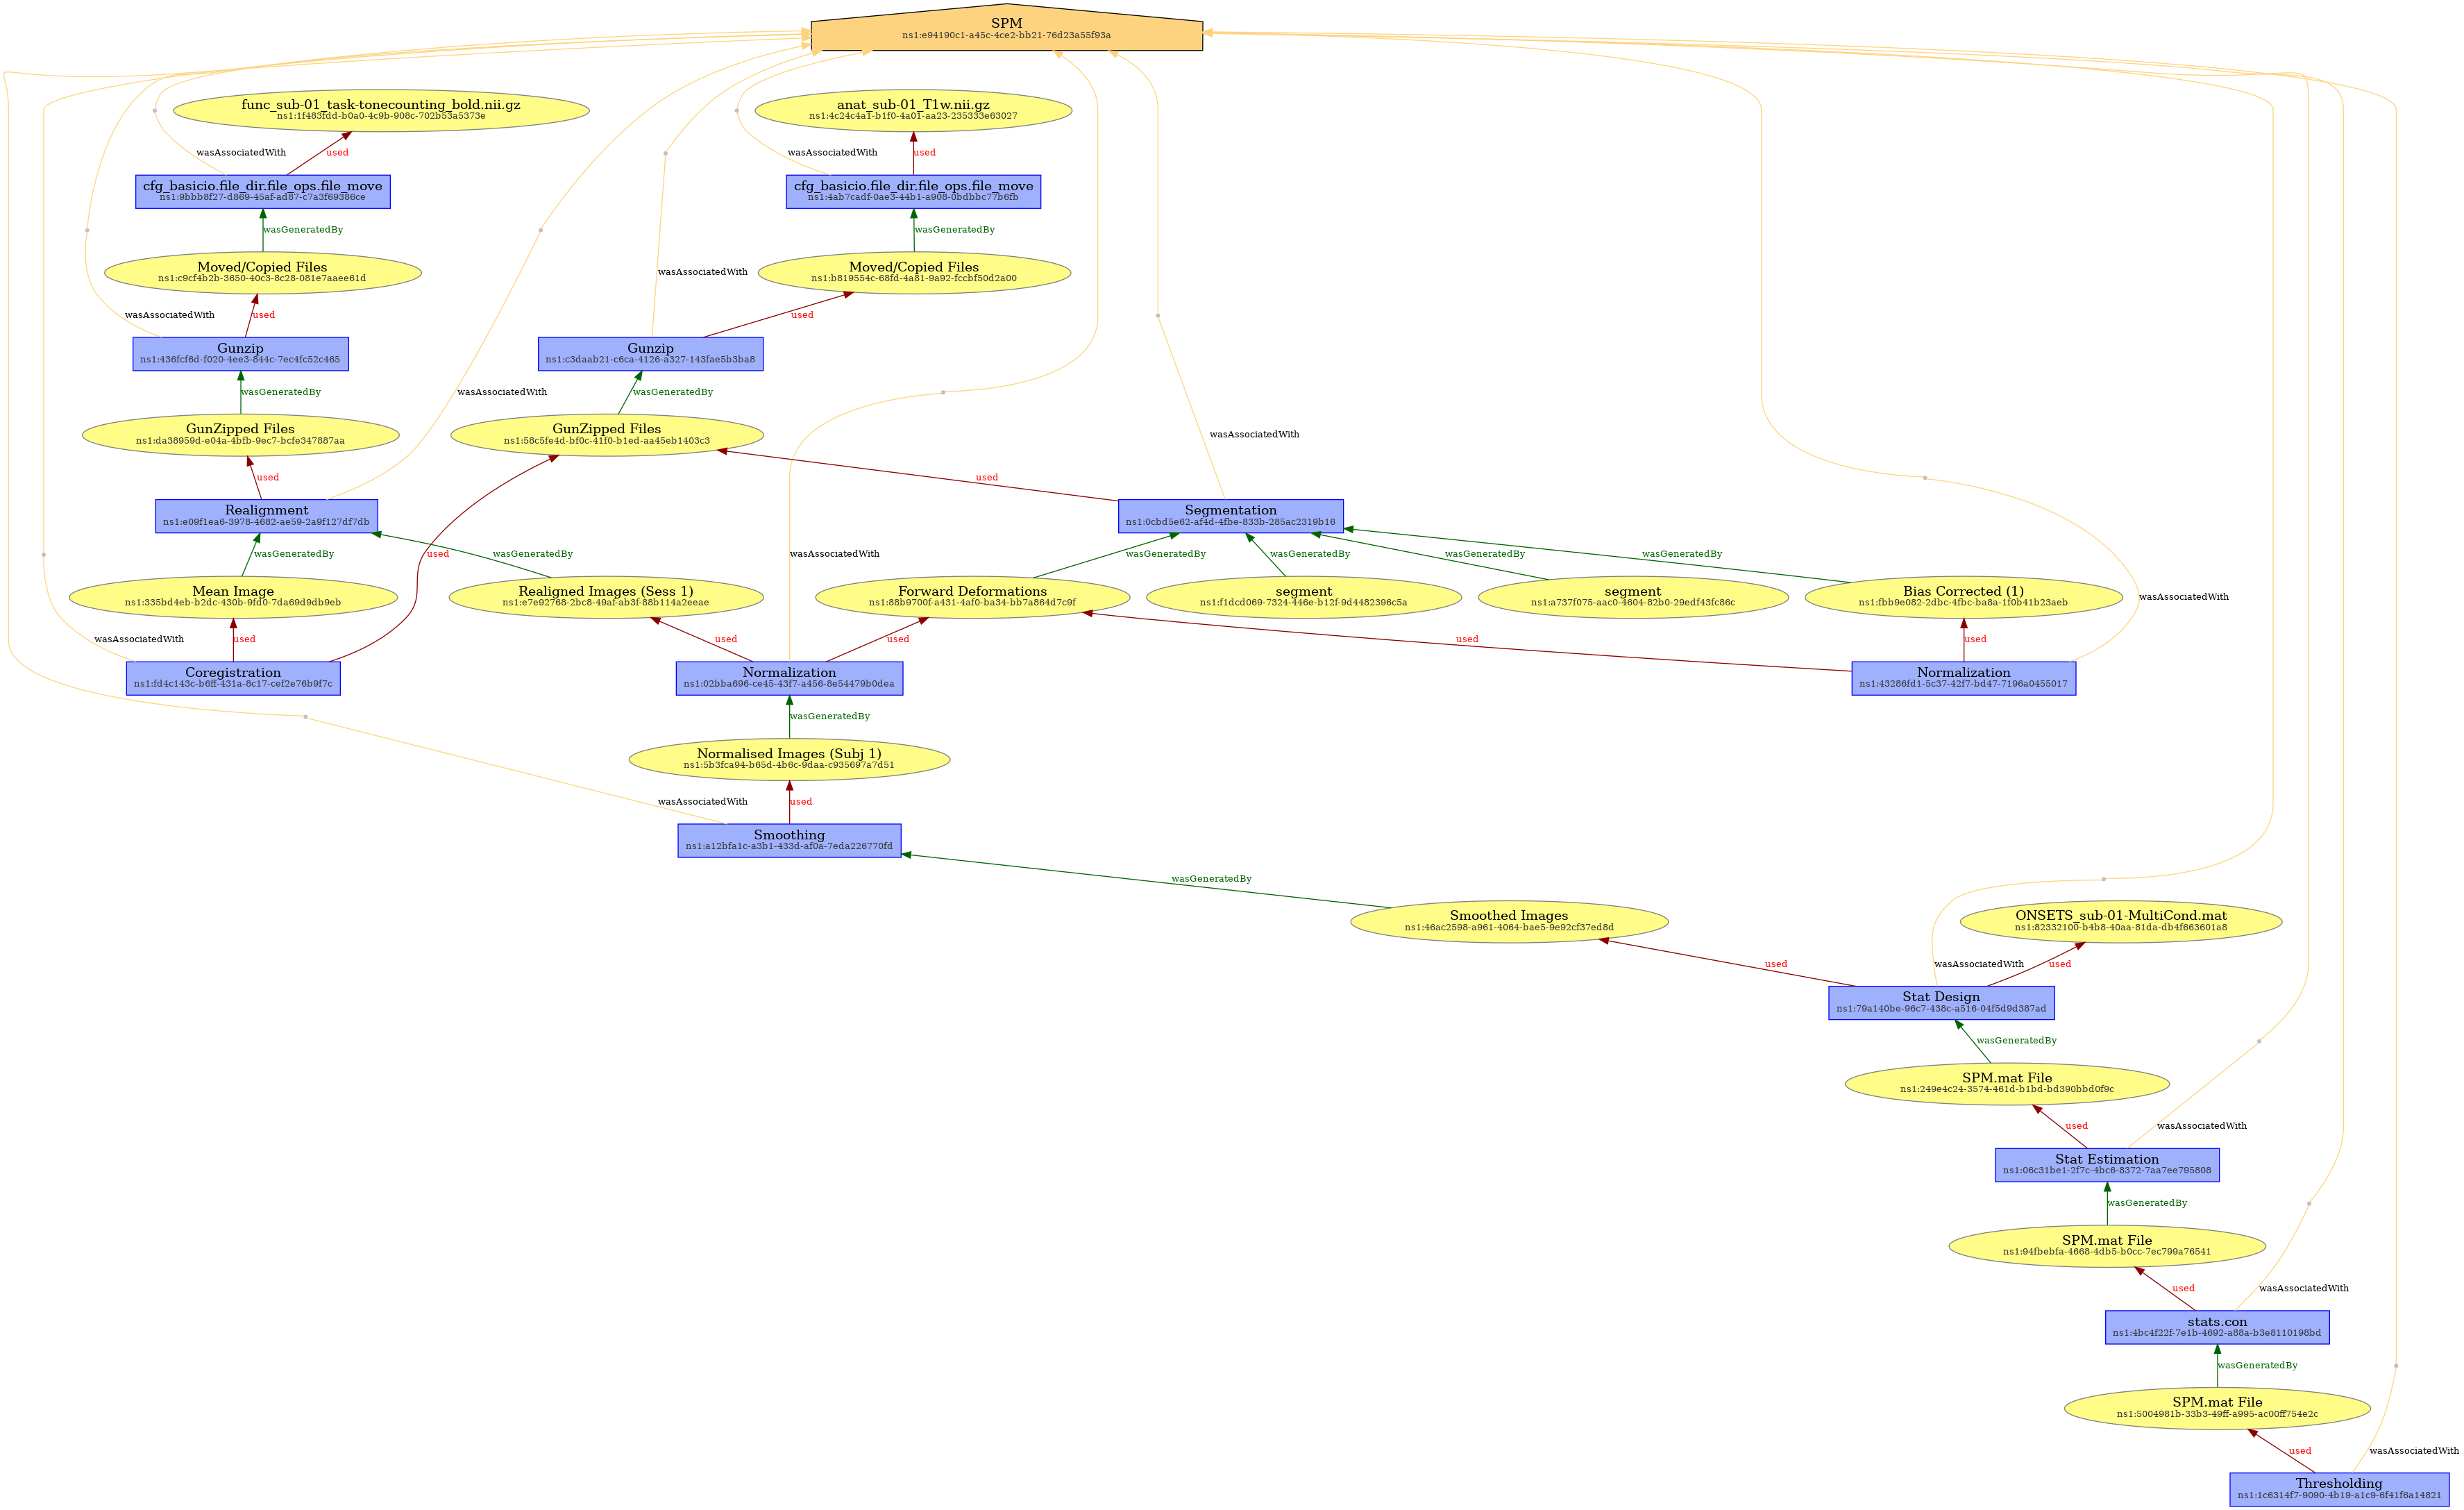 SPM
ns1:e94190c1-a45c-4ce2-bb21-76d23a55f93a
func_sub-01_task-tonecounting_bold.nii.gz
ns1:1f483fdd-b0a0-4c9b-908c-702b53a5373e
anat_sub-01_T1w.nii.gz
ns1:4c24c4a1-b1f0-4a01-aa23-235333e63027
wasAssociatedWith
used
wasAssociatedWith
used
cfg_basicio.file_dir.file_ops.file_move
ns1:9bbb8f27-d869-45af-ad87-c7a3f69386ce
cfg_basicio.file_dir.file_ops.file_move
ns1:4ab7cadf-0ae3-44b1-a908-0bdbbc77b6fb
wasGeneratedBy
wasGeneratedBy
Moved/Copied Files
ns1:c9cf4b2b-3650-40c3-8c28-081e7aaee61d
Moved/Copied Files
ns1:b819554c-68fd-4a81-9a92-fccbf50d2a00
wasAssociatedWith
wasAssociatedWith
used
used
Gunzip
ns1:436fcf6d-f020-4ee3-844c-7ec4fc52c465
Gunzip
ns1:c3daab21-c6ca-4126-a327-143fae5b3ba8
wasGeneratedBy
wasAssociatedWith
wasGeneratedBy
GunZipped Files
ns1:da38959d-e04a-4bfb-9ec7-bcfe347887aa
GunZipped Files
ns1:58c5fe4d-bf0c-41f0-b1ed-aa45eb1403c3
wasAssociatedWith
used
used
Realignment
ns1:e09f1ea6-3978-4682-ae59-2a9f127df7db
Segmentation
ns1:0cbd5e62-af4d-4fbe-833b-285ac2319b16
wasGeneratedBy
used
wasGeneratedBy
wasAssociatedWith
wasGeneratedBy
wasGeneratedBy
wasGeneratedBy
wasGeneratedBy
Mean Image
ns1:335bd4eb-b2dc-430b-9fd0-7da69d9db9eb
Realigned Images (Sess 1)
ns1:e7e92768-2bc8-49af-ab3f-88b114a2eeae
Forward Deformations
ns1:88b9700f-a431-4af0-ba34-bb7a864d7c9f
segment
ns1:f1dcd069-7324-446e-b12f-9d4482396c5a
segment
ns1:a737f075-aac0-4604-82b0-29edf43fc86c
Bias Corrected (1)
ns1:fbb9e082-2dbc-4fbc-ba8a-1f0b41b23aeb
wasAssociatedWith
wasAssociatedWith
used
used
used
used
used
Coregistration
ns1:fd4c143c-b6ff-431a-8c17-cef2e76b9f7c
Normalization
ns1:02bba696-ce45-43f7-a456-8e54479b0dea
Normalization
ns1:43286fd1-5c37-42f7-bd47-7196a0455017
wasGeneratedBy
Normalised Images (Subj 1)
ns1:5b3fca94-b65d-4b6c-9daa-c935697a7d51
wasAssociatedWith
used
Smoothing
ns1:a12bfa1c-a3b1-433d-af0a-7eda226770fd
wasGeneratedBy
Smoothed Images
ns1:46ac2598-a961-4064-bae5-9e92cf37ed8d
ONSETS_sub-01-MultiCond.mat
ns1:82332100-b4b8-40aa-81da-db4f663601a8
used
wasAssociatedWith
used
Stat Design
ns1:79a140be-96c7-438c-a516-04f5d9d387ad
wasGeneratedBy
SPM.mat File
ns1:249e4c24-3574-461d-b1bd-bd390bbd0f9c
used
wasAssociatedWith
Stat Estimation
ns1:06c31be1-2f7c-4bc6-8372-7aa7ee795808
wasGeneratedBy
SPM.mat File
ns1:94fbebfa-4668-4db5-b0cc-7ec799a76541
used
wasAssociatedWith
stats.con
ns1:4bc4f22f-7e1b-4692-a88a-b3e8110198bd
wasGeneratedBy
SPM.mat File
ns1:5004981b-33b3-49ff-a995-ac00ff754e2c
used
wasAssociatedWith
Thresholding
ns1:1c6314f7-9090-4b19-a1c9-6f41f6a14821